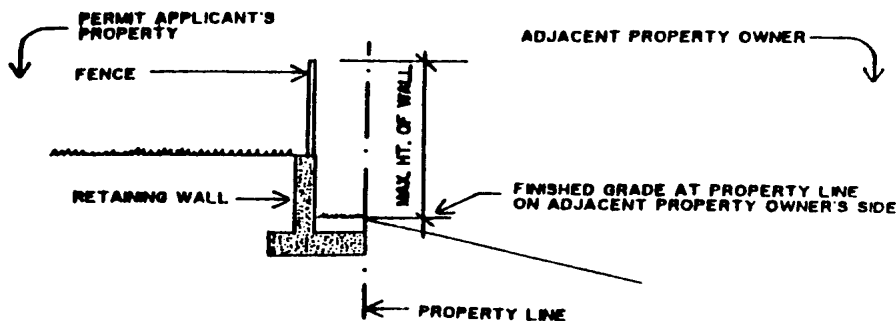 PERMIT APPLICANT'S
PROPERTY
ADJACENT PROPERTY OWNER
FENCE
MAX. HT. OF WALL
RETAINING WALL
FINISHED GRADE AT PROPERTY LINE
ON ADJACENT PROPERTY OWNER'S SIDE
PROPERTY LINE